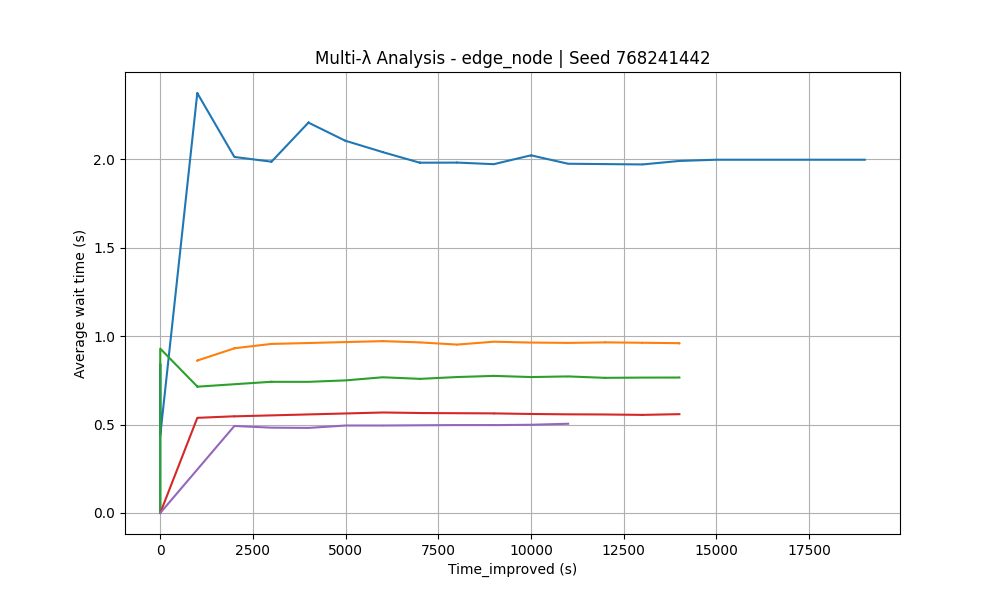 Multi-λ Analysis - edge_node | Seed 768241442
Average wait time (s)
2.0
1.5
1.0
0.5
0.0
0 2500 5000 7500 10000 12500 15000 17500
Time_improved (s)